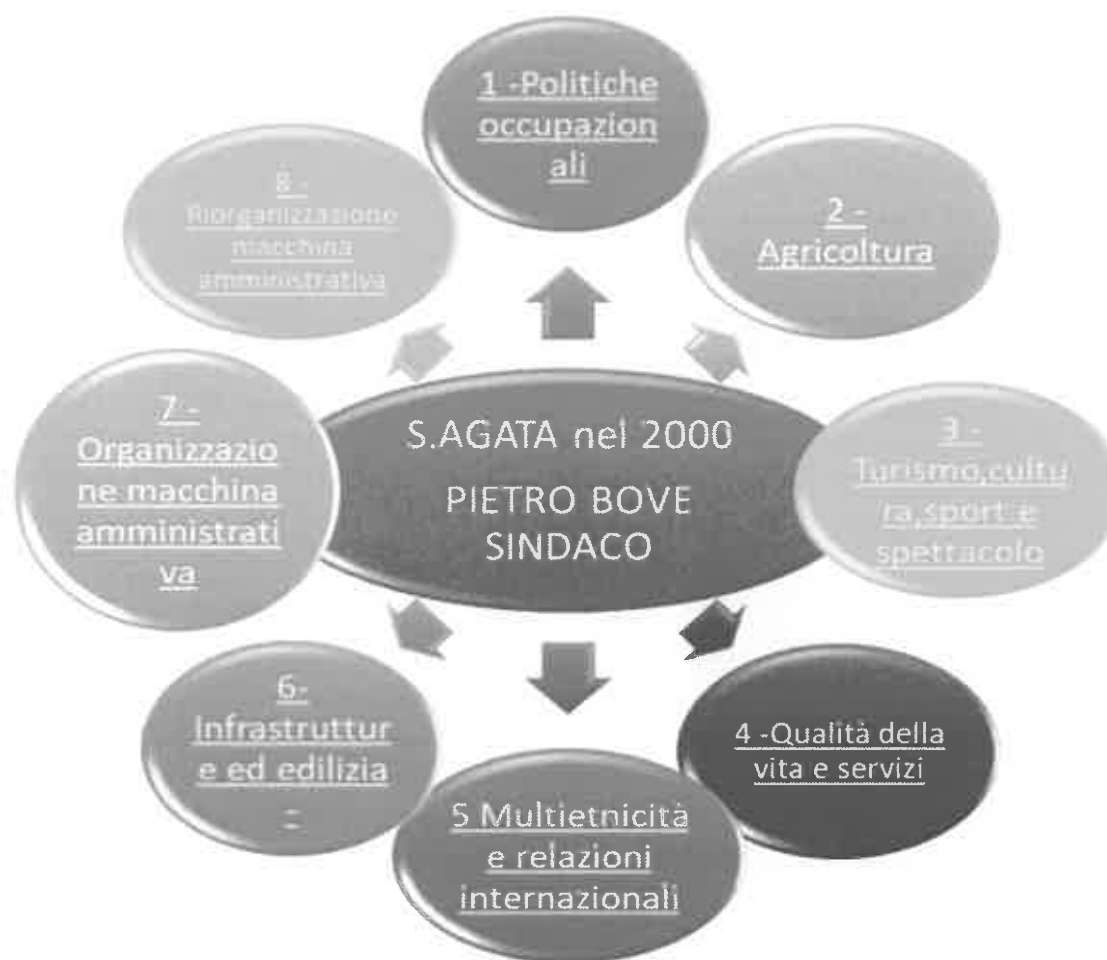 S.AGATA nel 2000
PIETRO BOVE
SINDACO
1 -Politiche
occupazion
ali
2 -
Agricoltura
3 -
Turismo,cultu
ra,sport e
spettacolo
4 -Qualità della
vita e servizi
5 Multietnicità
e relazioni
internazionali
6-
Infrastruttur
e ed edilizia
-
7 -
Organizzazio
ne macchina
amministrati
va
8 -
Riorganizzazione
macchina
amministrativa